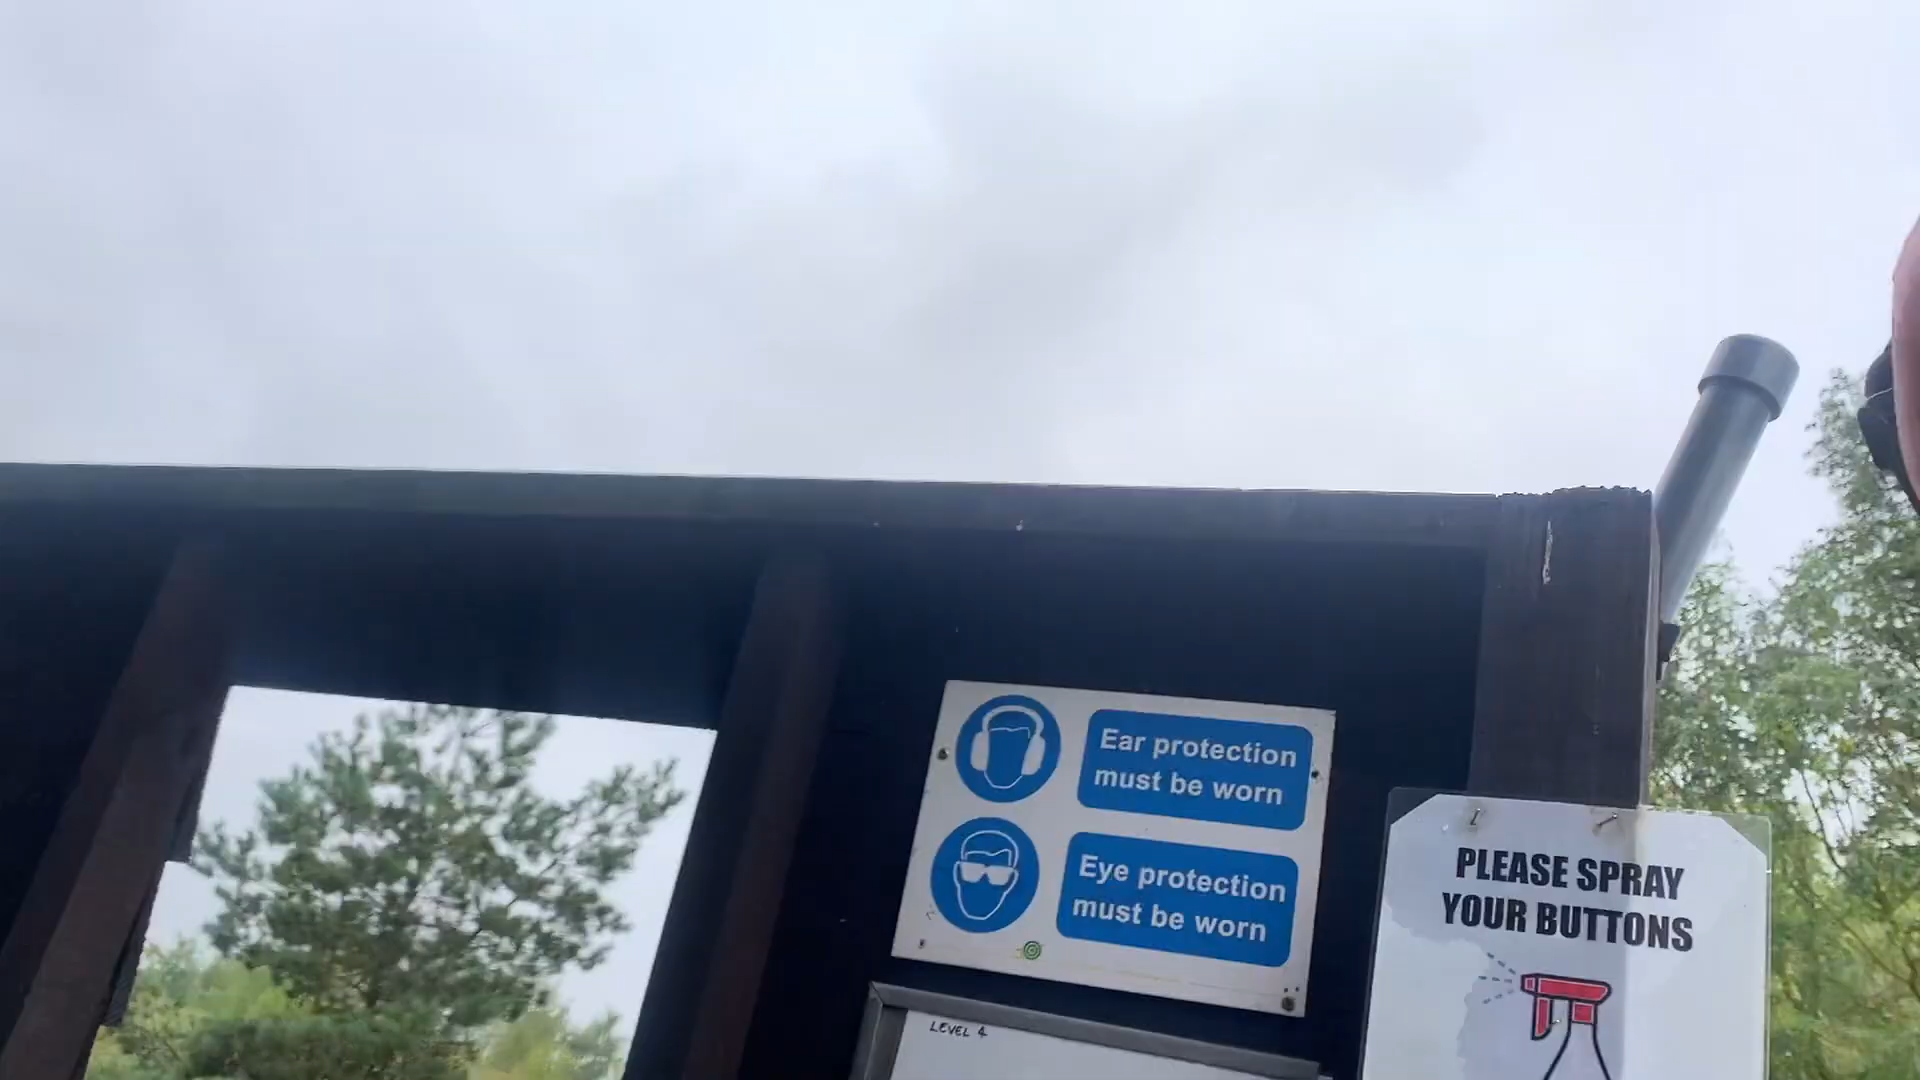 Ear protection
must be worn
Eye protection
must be worn
PLEASE SPRAY
YOUR BUTTONS
LEVEL 4